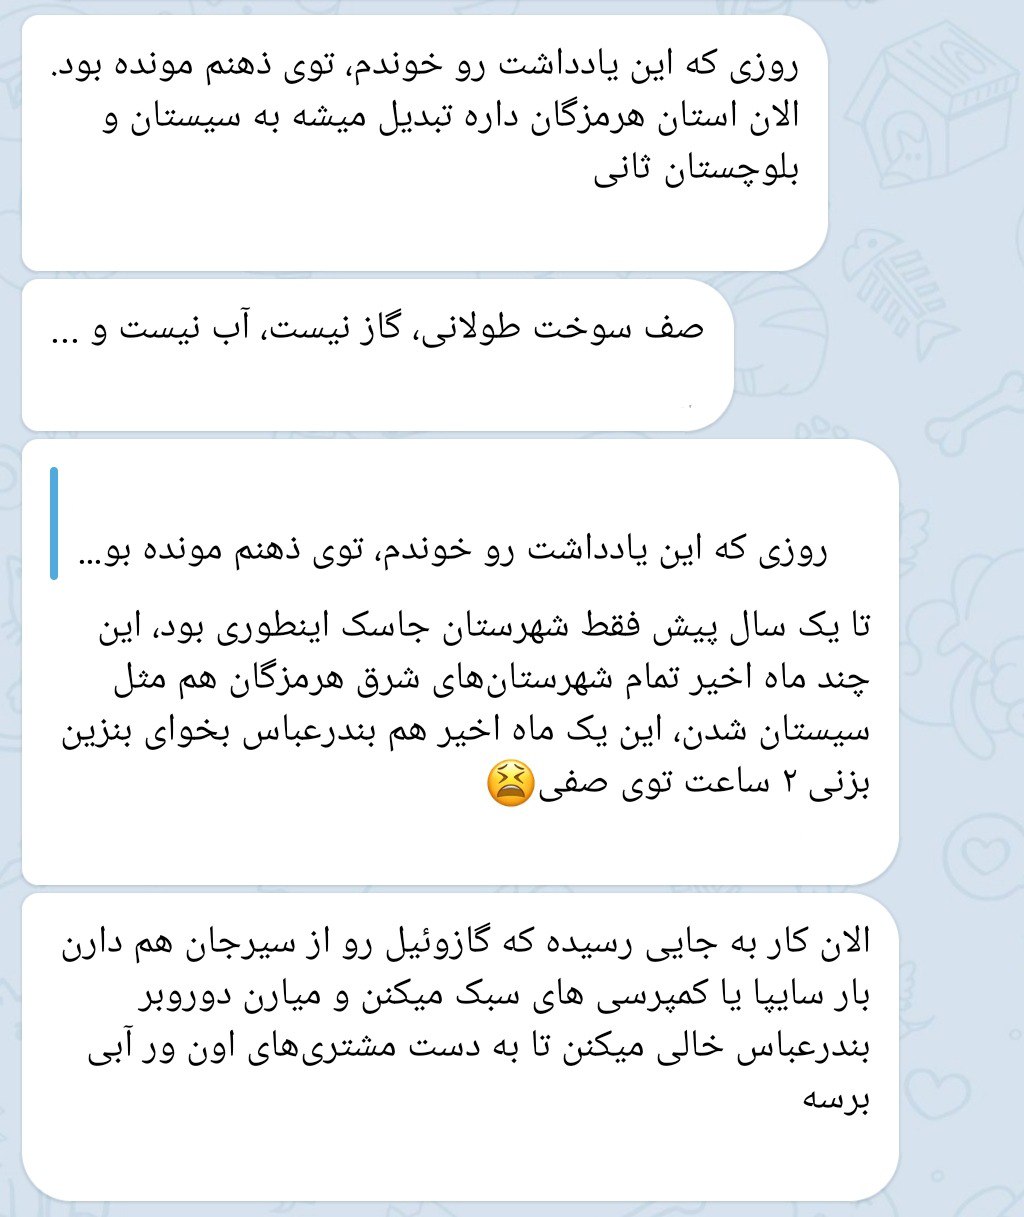 روزی که این یادداشت رو خوندم، توی ذهنم مونده بود.
الان استان هرمزگان داره تبدیل میشه به سیستان و
بلوچستان ثانی
صف سوخت طولانی، گاز نیست، آب نیست و ...
روزی که این یادداشت رو خوندم، توی ذهنم مونده بو...
تا یک سال پیش فقط شهرستان جاسک اینطوری بود، این
چند ماه اخیر تمام شهرستان‌های شرق هرمزگان هم مثل
سیستان شدن، این یک ماه اخیر هم بندرعباس بخوای بنزین
بزنی ۲ ساعت توی صفی😫
الان کار به جایی رسیده که گازوئیل رو از سیرجان هم دارن
بار سایپا یا کمپرسی های سبک میکنن و میارن دوروبر
بندرعباس خالی میکنن تا به دست مشتری‌های اون ور آبی
برسه